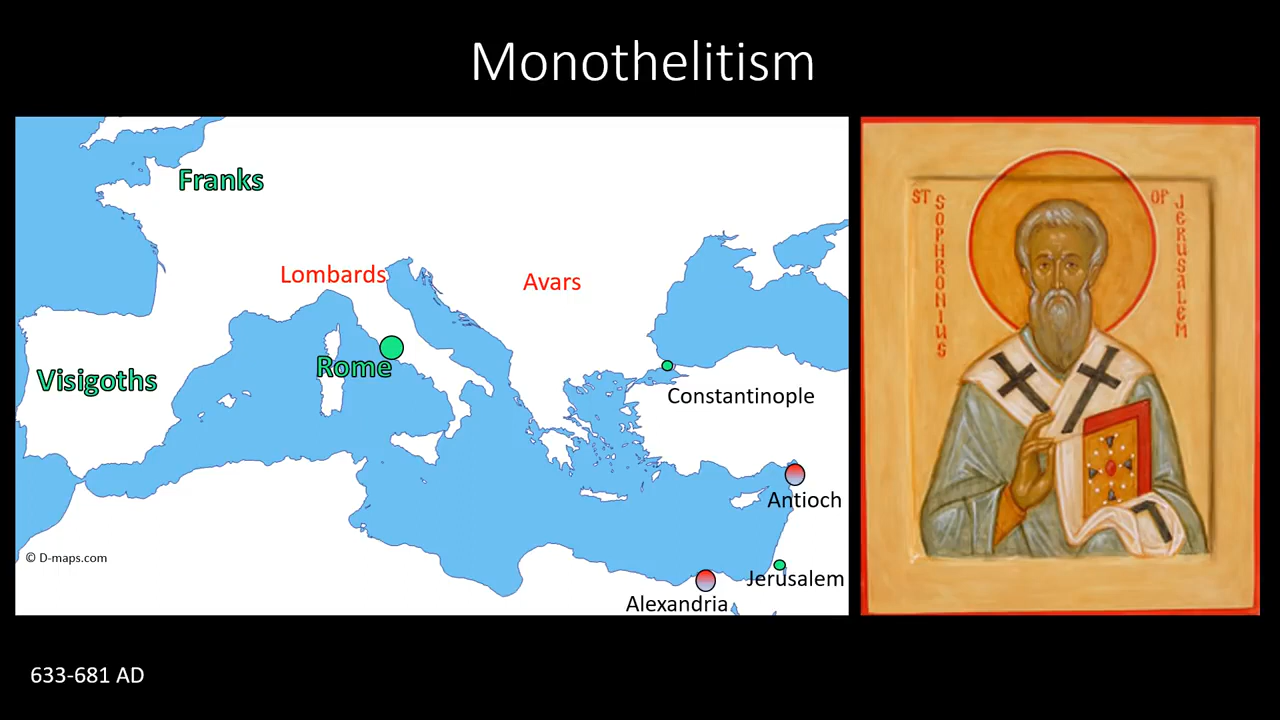 Monothelitism
Franks
Lombards
Avars
Rome
Visigoths
Constantinople
Antioch
© D-maps.com
Jerusalem
Alexandria
ST SOPHRONIUS
OF JERUSALEM
633-681 AD